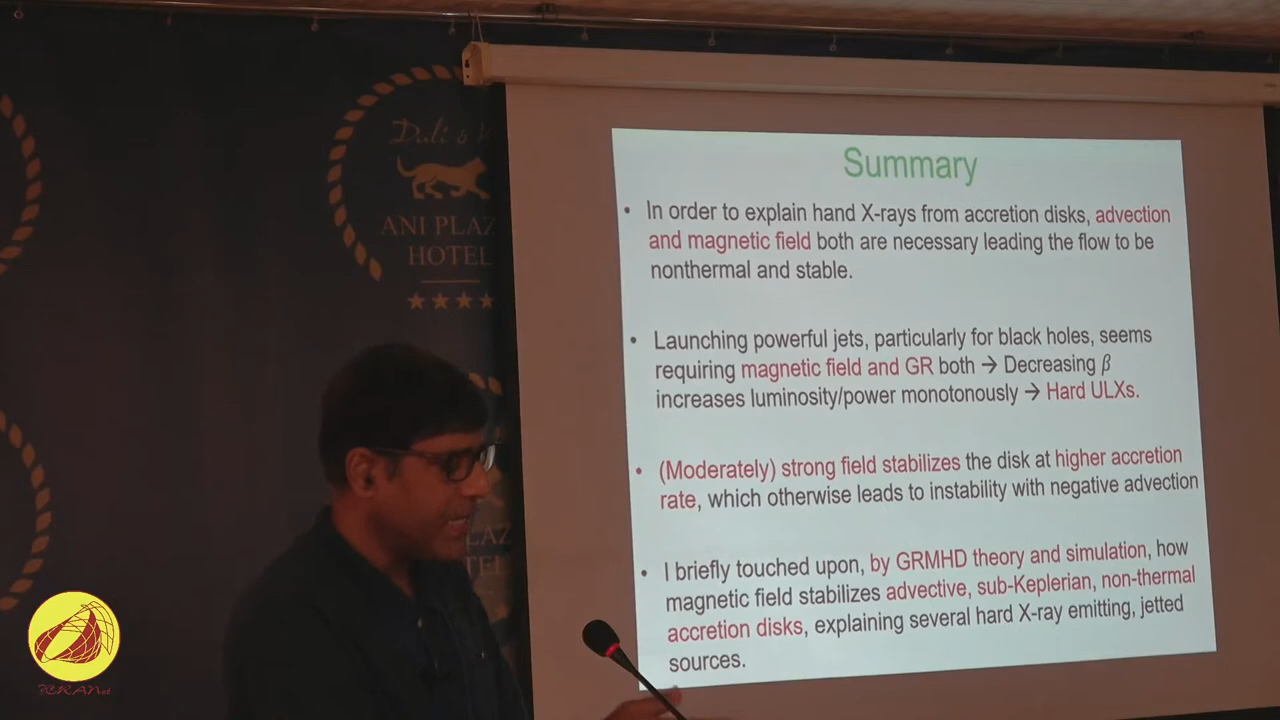 ANI PLAZ
HOTEL
Summary
• In order to explain hand X-rays from accretion disks, advection
and magnetic field both are necessary leading the flow to be
nonthermal and stable.
• Launching powerful jets, particularly for black holes, seems
requiring magnetic field and GR both → Decreasing β
increases luminosity/power monotonously → Hard ULXs.
• (Moderately) strong field stabilizes the disk at higher accretion
rate, which otherwise leads to instability with negative advection
• I briefly touched upon, by GRMHD theory and simulation, how
magnetic field stabilizes advective, sub-Keplerian, non-thermal
accretion disks, explaining several hard X-ray emitting, jetted
sources.
LAZ
TEL
ICRANet